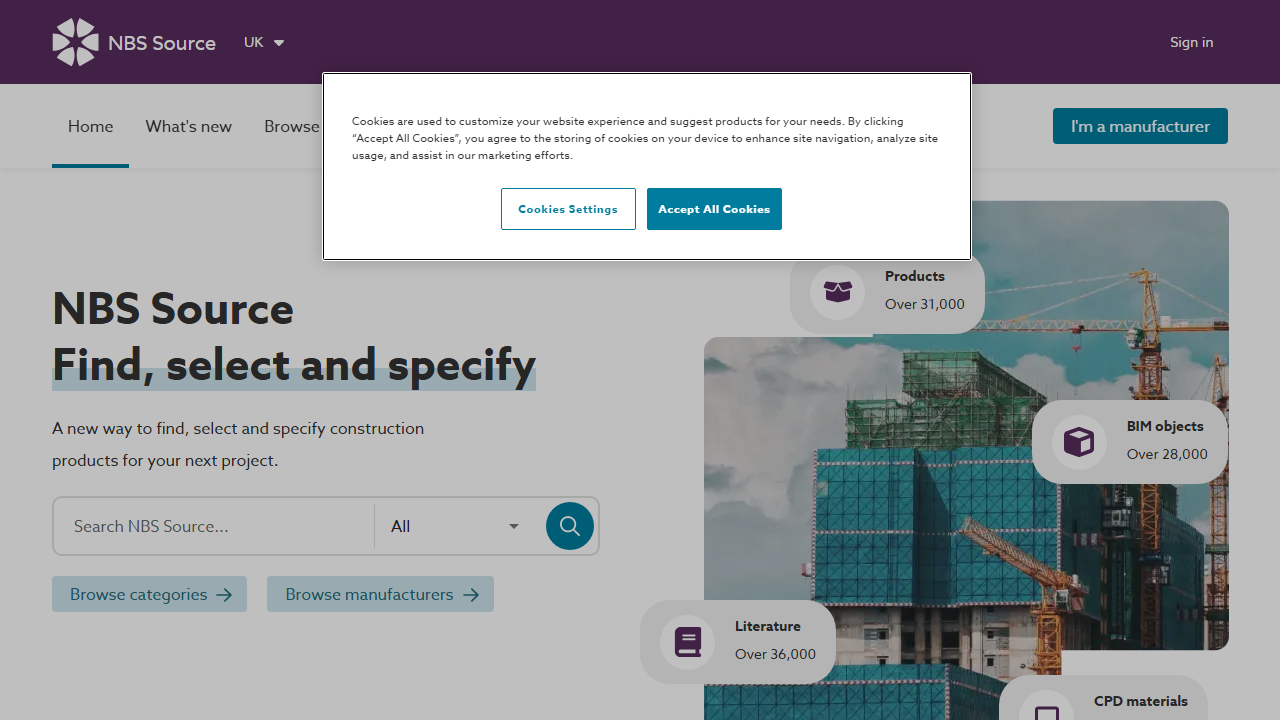 NBS Source
UK
Sign in
Home
What's new
Browse
I'm a manufacturer
Cookies are used to customize your website experience and suggest products for your needs. By clicking
“Accept All Cookies”, you agree to the storing of cookies on your device to enhance site navigation, analyze site
usage, and assist in our marketing efforts.
Cookies Settings
Accept All Cookies
NBS Source
Find, select and specify
A new way to find, select and specify construction
products for your next project.
Search NBS Source...
All
Browse categories
Browse manufacturers
Products
Over 31,000
BIM objects
Over 28,000
Literature
Over 36,000
CPD materials